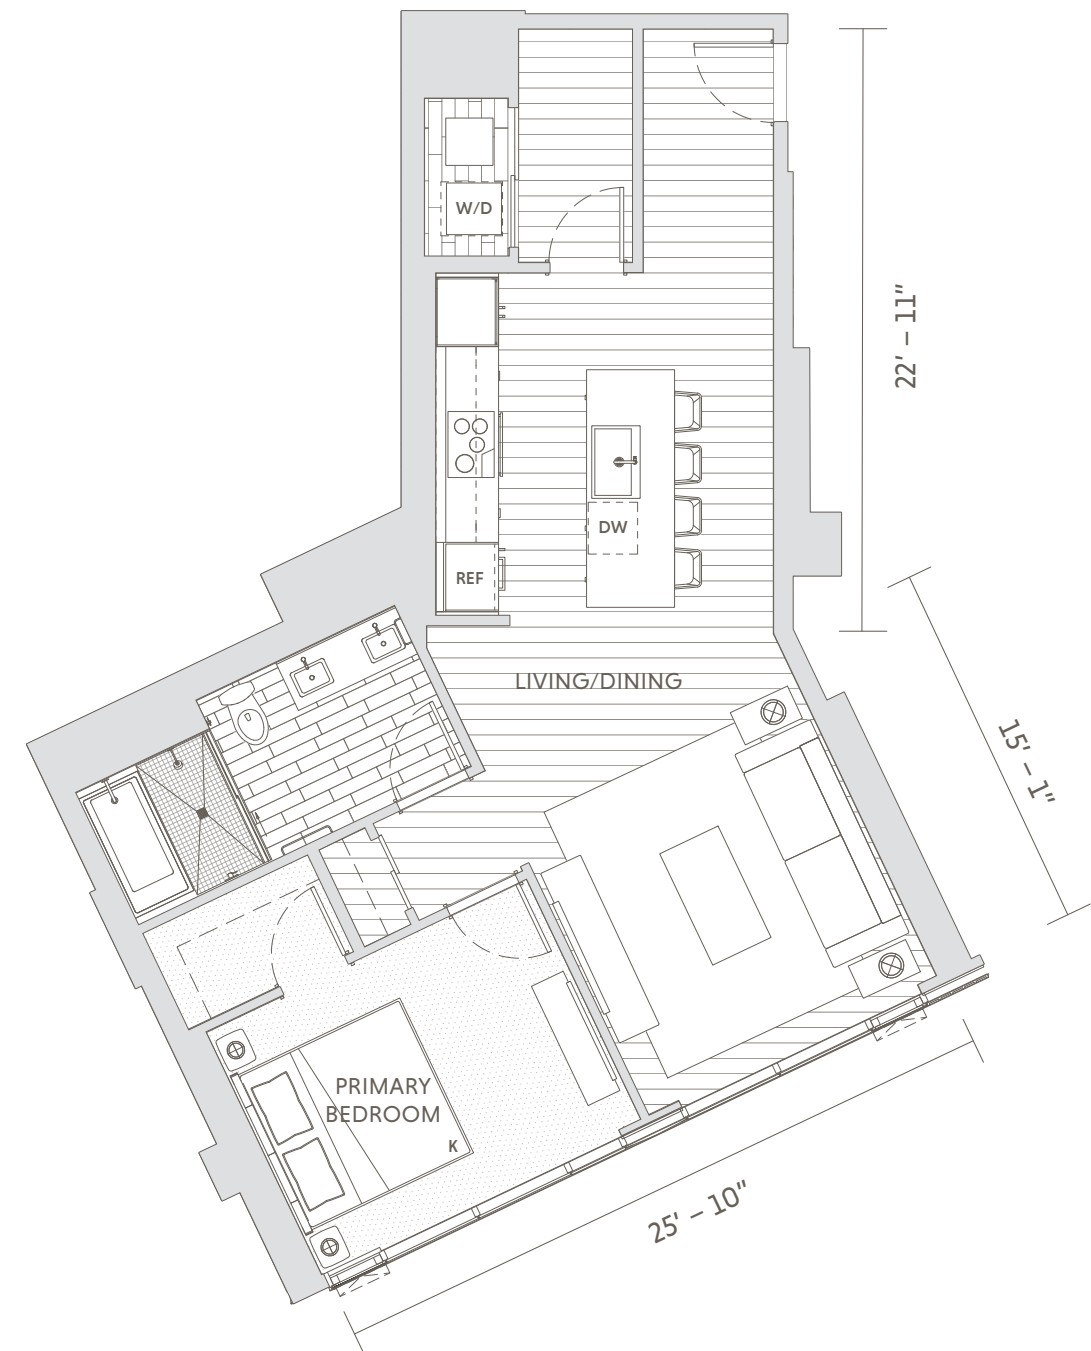 W/D
22' – 11"
DW
REF
LIVING/DINING
15' – 1"
PRIMARY
BEDROOM
K
25' – 10"